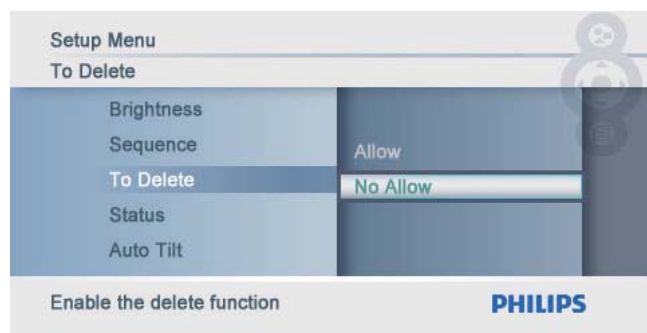 Setup Menu
To Delete
Brightness
Sequence
To Delete
Status
Auto Tilt
Allow
No Allow
Enable the delete function
PHILIPS